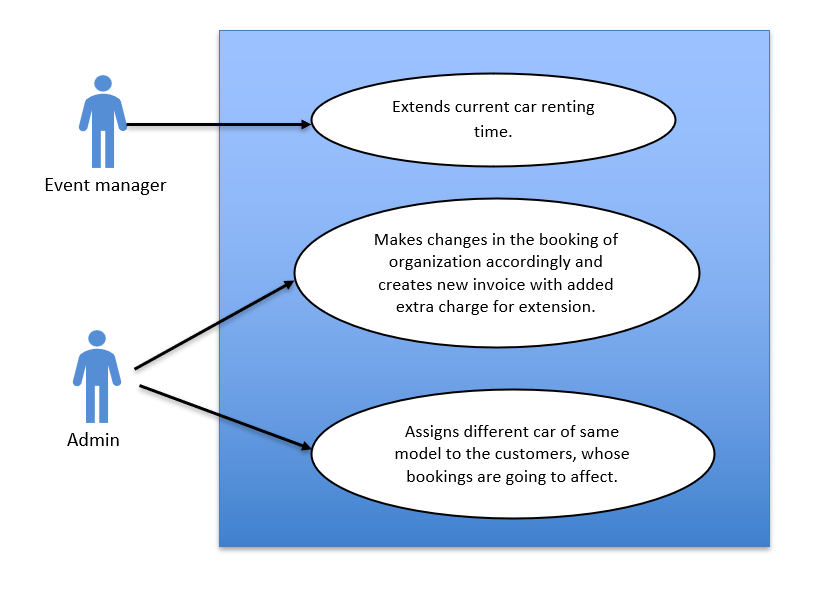 Extends current car renting
time.
Event manager
Makes changes in the booking of
organization accordingly and
creates new invoice with added
extra charge for extension.
Admin
Assigns different car of same
model to the customers, whose
bookings are going to affect.